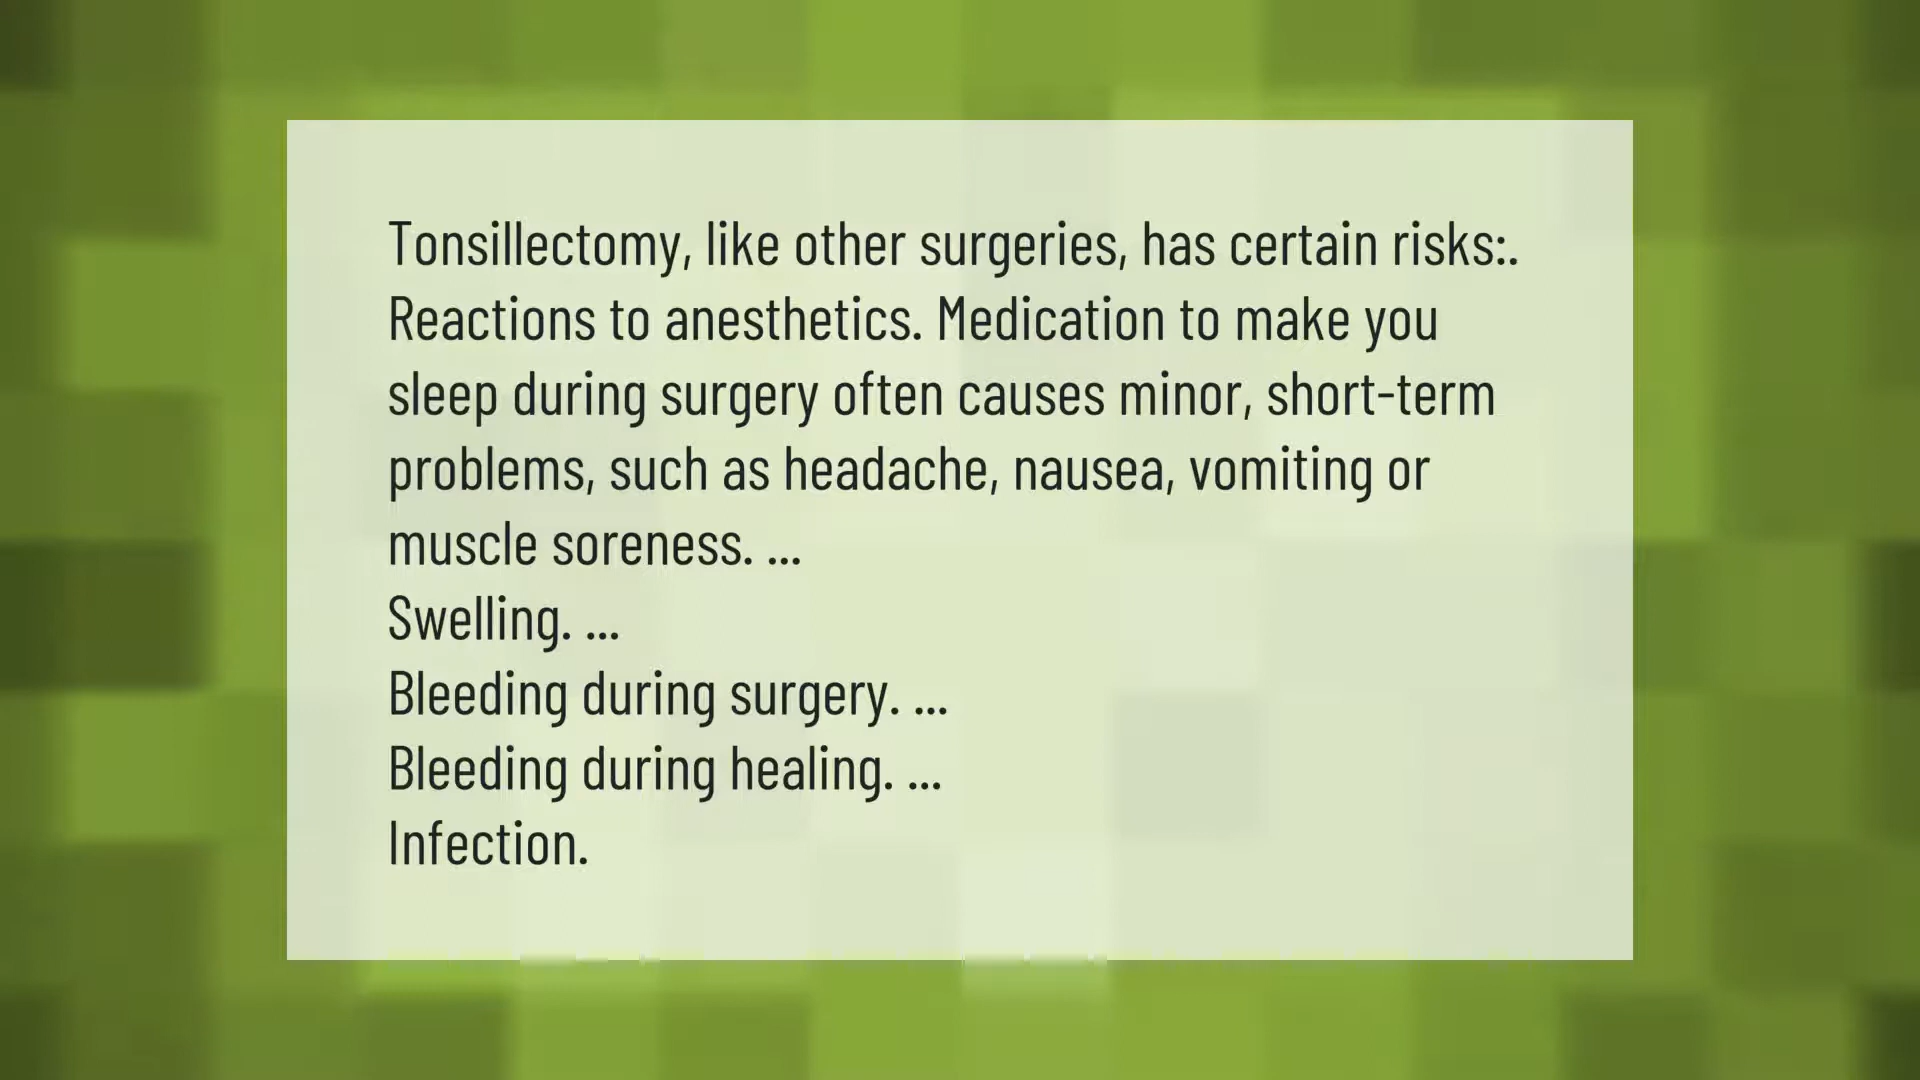 Tonsillectomy, like other surgeries, has certain risks:.
Reactions to anesthetics. Medication to make you
sleep during surgery often causes minor, short-term
problems, such as headache, nausea, vomiting or
muscle soreness. ...
Swelling. ...
Bleeding during surgery. ...
Bleeding during healing. ...
Infection.